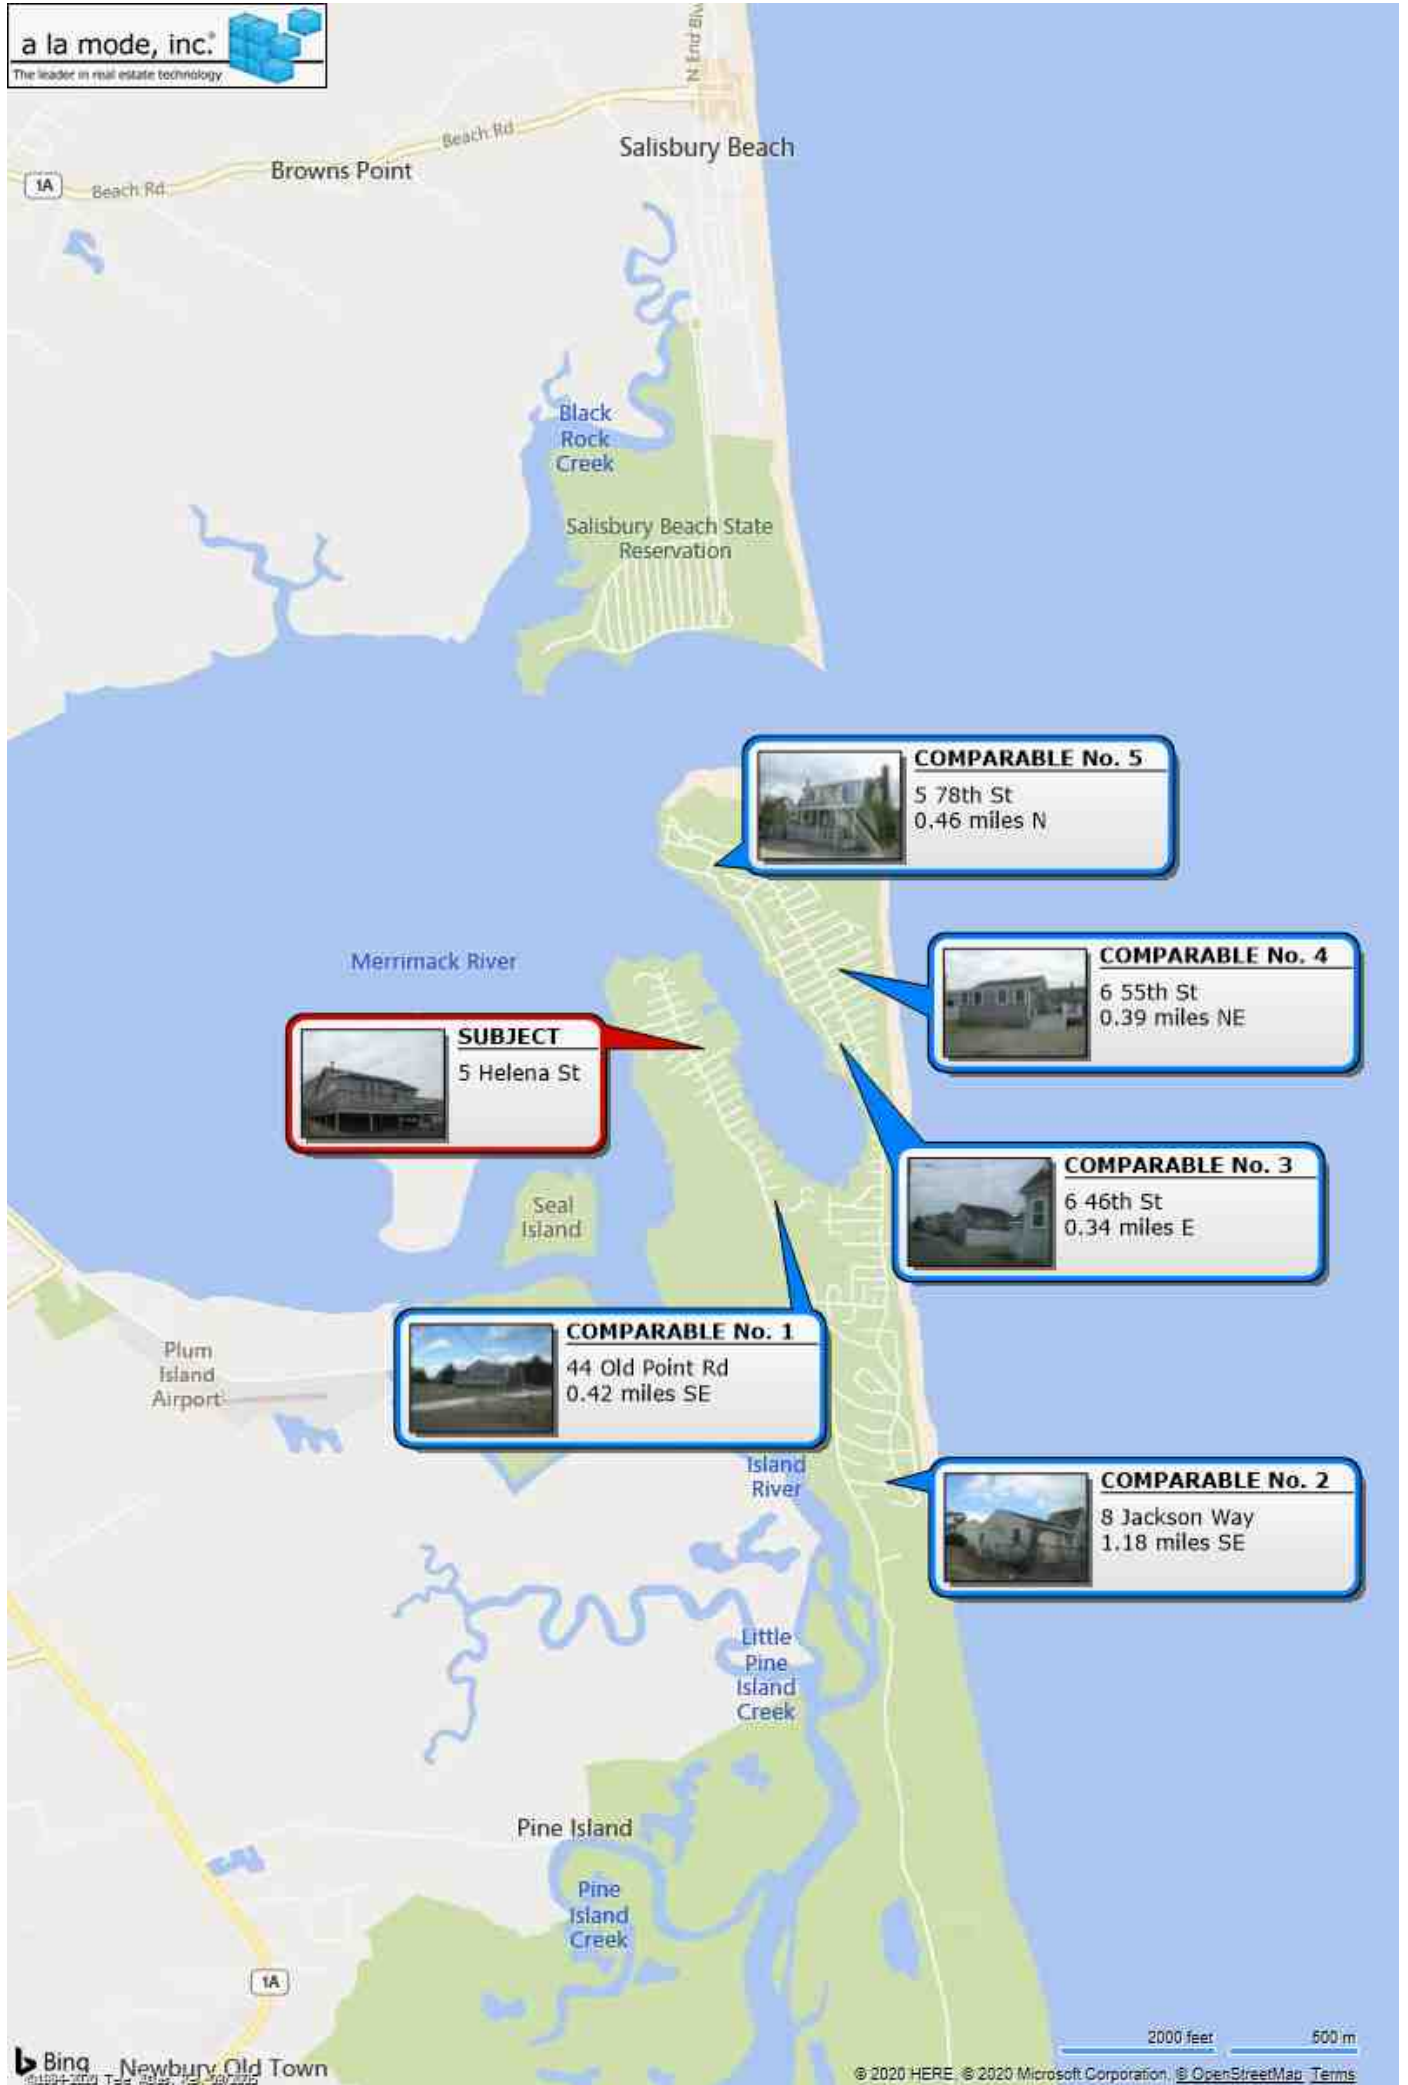 a la mode, inc.®
The leader in real estate technology
N End Blv
Beach Rd
Salisbury Beach
Browns Point
1A
Beach Rd
Black
Rock
Creek
Salisbury Beach State
Reservation
COMPARABLE No. 5
5 78th St
0.46 miles N
Merrimack River
COMPARABLE No. 4
6 55th St
0.39 miles NE
SUBJECT
5 Helena St
COMPARABLE No. 3
6 46th St
0.34 miles E
Seal
Island
COMPARABLE No. 1
44 Old Point Rd
0.42 miles SE
Plum
Island
Airport
Island
River
COMPARABLE No. 2
8 Jackson Way
1.18 miles SE
Little
Pine
Island
Creek
Pine Island
Pine
Island
Creek
1A
2000 feet
500 m
Bing
Newbury Old Town
© 2020 HERE, © 2020 Microsoft Corporation, © OpenStreetMap Terms